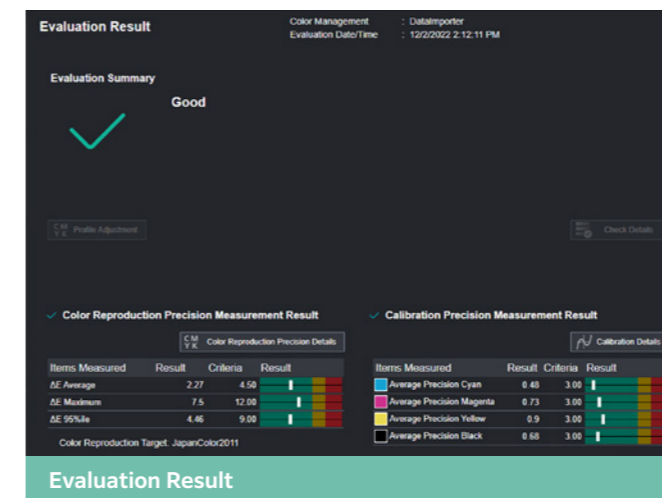 Evaluation Result
Color Management : DataImporter
Evaluation Date/Time : 12/2/2022 2:12:11 PM
Evaluation Summary
Good
CM YK Profile Adjustment
Check Details
Color Reproduction Precision Measurement Result
CM YK Color Reproduction Precision Details
Items Measured Result Criteria Result
ΔE Average 2.27 4.50
ΔE Maximum 7.5 12.00
ΔE 95%ile 4.46 9.00
Color Reproduction Target: JapanColor2011
Calibration Precision Measurement Result
Calibration Details
Items Measured Result Criteria Result
Average Precision Cyan 0.48 3.00
Average Precision Magenta 0.73 3.00
Average Precision Yellow 0.9 3.00
Average Precision Black 0.68 3.00
Evaluation Result